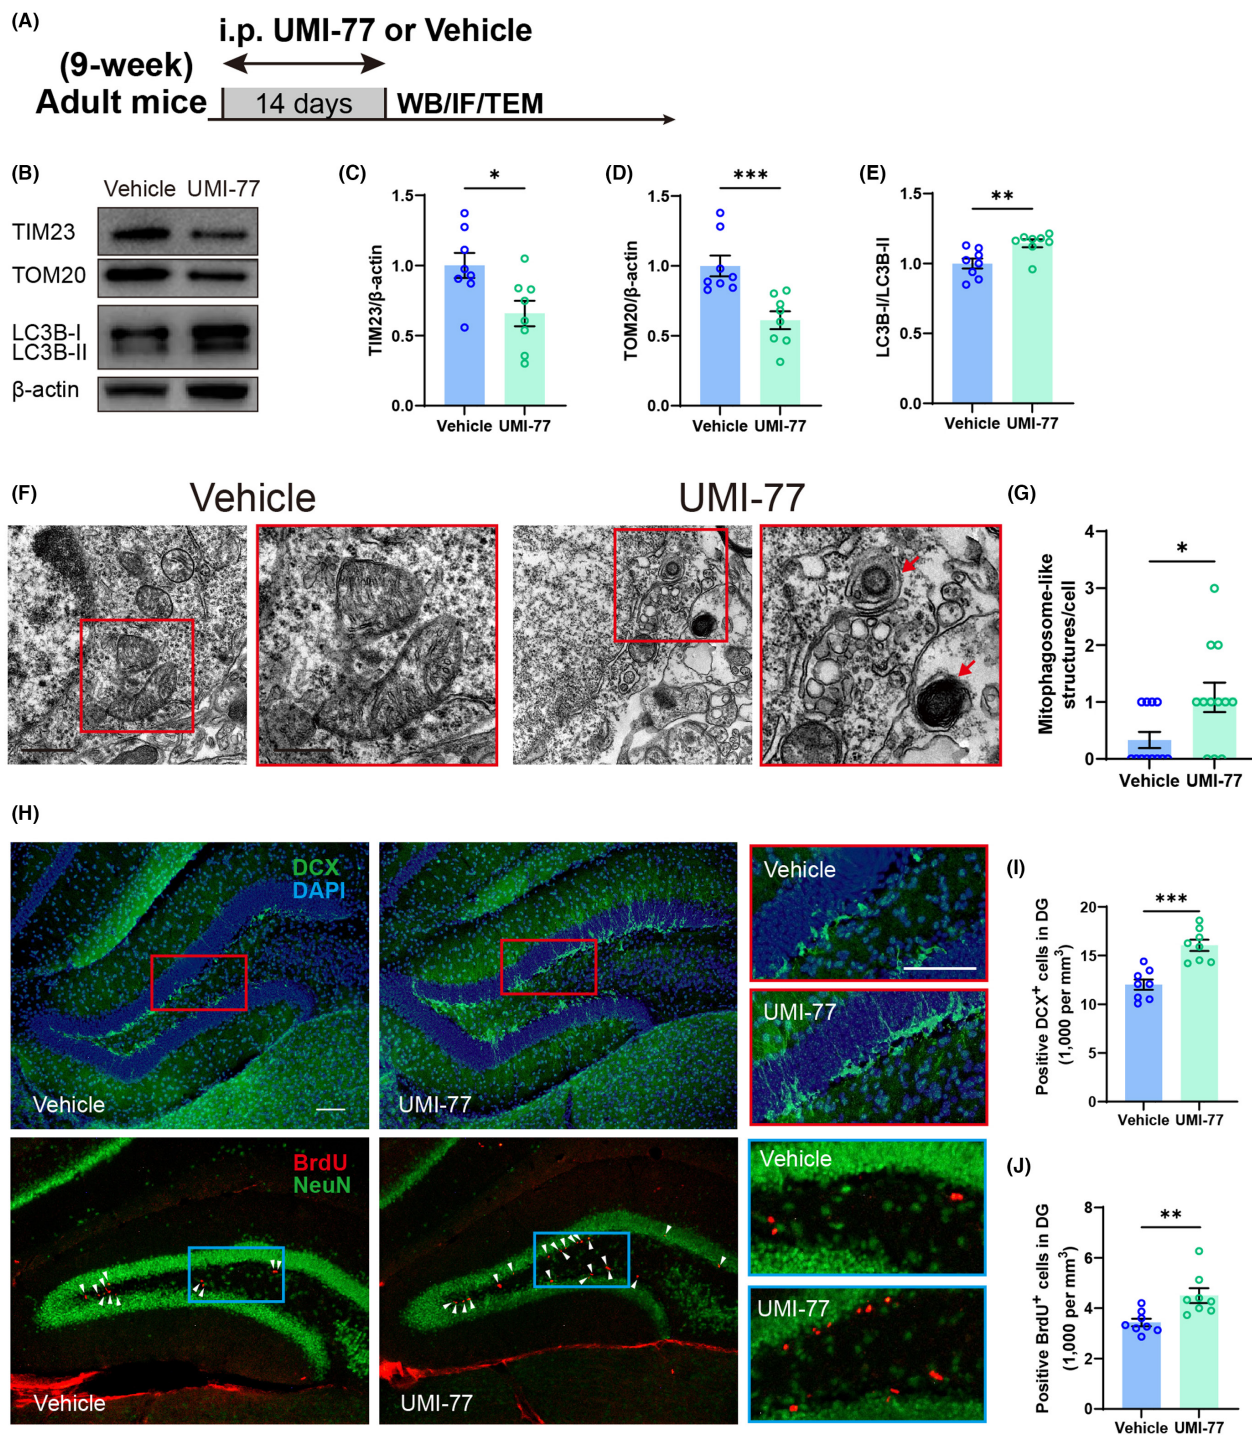 (A)
i.p. UMI-77 or Vehicle
(9-week)
Adult mice
14 days
WB/IF/TEM
(B)
Vehicle UMI-77
TIM23
TOM20
LC3B-I
LC3B-II
β-actin
(C)
*
1.5
1.0
0.5
0.0
TIM23/β-actin
Vehicle UMI-77
(D)
***
1.5
1.0
0.5
0.0
TOM20/β-actin
Vehicle UMI-77
(E)
**
1.5
1.0
0.5
0.0
LC3B-I/LC3B-II
Vehicle UMI-77
(F)
Vehicle
UMI-77
(G)
*
4
3
2
1
0
Mitophagosome-like
structures/cell
Vehicle UMI-77
(H)
DCX
DAPI
Vehicle
UMI-77
Vehicle
UMI-77
BrdU
NeuN
Vehicle
UMI-77
Vehicle
UMI-77
(I)
***
20
15
10
5
0
Positive DCX+ cells in DG
(1,000 per mm3)
Vehicle UMI-77
(J)
**
8
6
4
2
0
Positive BrdU+ cells in DG
(1,000 per mm3)
Vehicle UMI-77